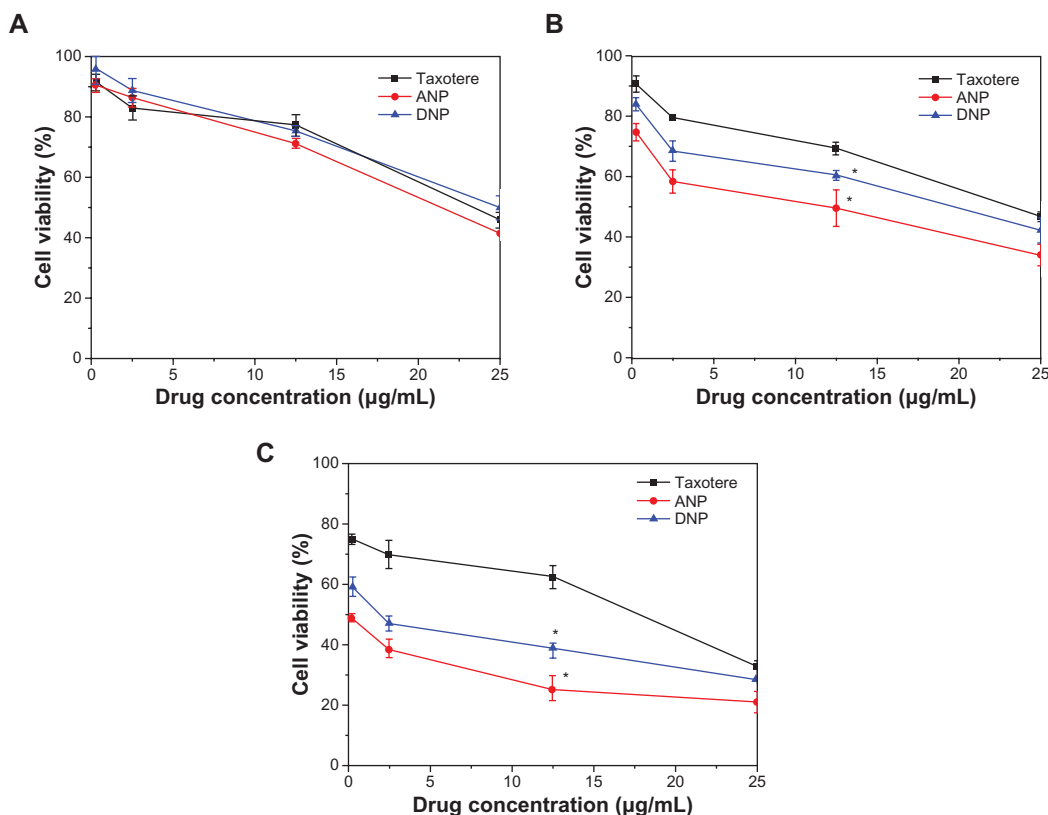 A
100
80
60
40
20
0
0 5 10 15 20 25
Cell viability (%)
Drug concentration (µg/mL)
Taxotere
ANP
DNP
B
100
80
60
40
20
0
0 5 10 15 20 25
Cell viability (%)
Drug concentration (µg/mL)
Taxotere
ANP
DNP
*
*
C
100
80
60
40
20
0
0 5 10 15 20 25
Cell viability (%)
Drug concentration (µg/mL)
Taxotere
ANP
DNP
*
*